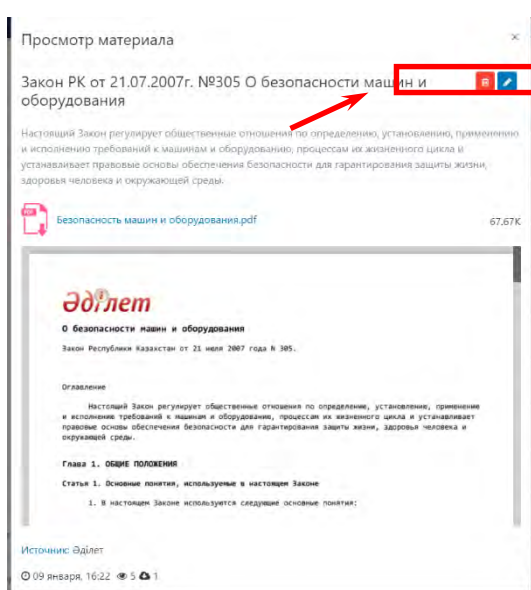 Просмотр материала ×
Закон РК от 21.07.2007г. №305 О безопасности машин и
оборудования
Настоящий Закон регулирует общественные отношения по определению, установлению, применению
и исполнению требований к машинам и оборудованию, процессам их жизненного цикла и
устанавливает правовые основы обеспечения безопасности для гарантирования защиты жизни,
здоровья человека и окружающей среды.
PDF Безопасность машин и оборудования.pdf 67.67K
Әділет
О безопасности машин и оборудования
Закон Республики Казахстан от 21 июля 2007 года N 305.
Оглавление
Настоящий Закон регулирует общественные отношения по определению, установлению, применению
и исполнению требований к машинам и оборудованию, процессам их жизненного цикла и устанавливает
правовые основы обеспечения безопасности для гарантирования защиты жизни, здоровья человека и
окружающей среды.
Глава 1. ОБЩИЕ ПОЛОЖЕНИЯ
Статья 1. Основные понятия, используемые в настоящем Законе
1. В настоящем Законе используются следующие основные понятия:
Источник: Әділет
09 января, 16:22 5 1